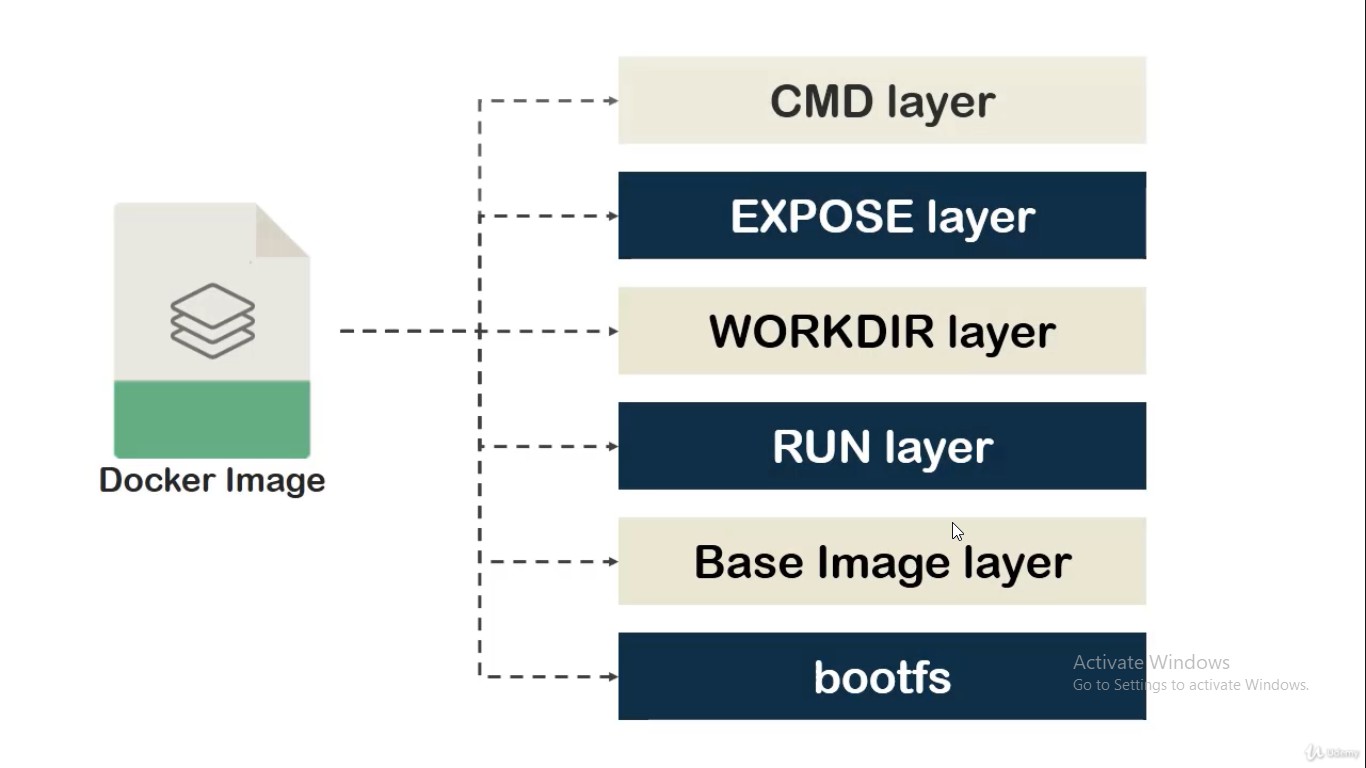 CMD layer
EXPOSE layer
WORKDIR layer
RUN layer
Docker Image
Base Image layer
bootfs
Activate Windows
Go to Settings to activate Windows.
Udemy